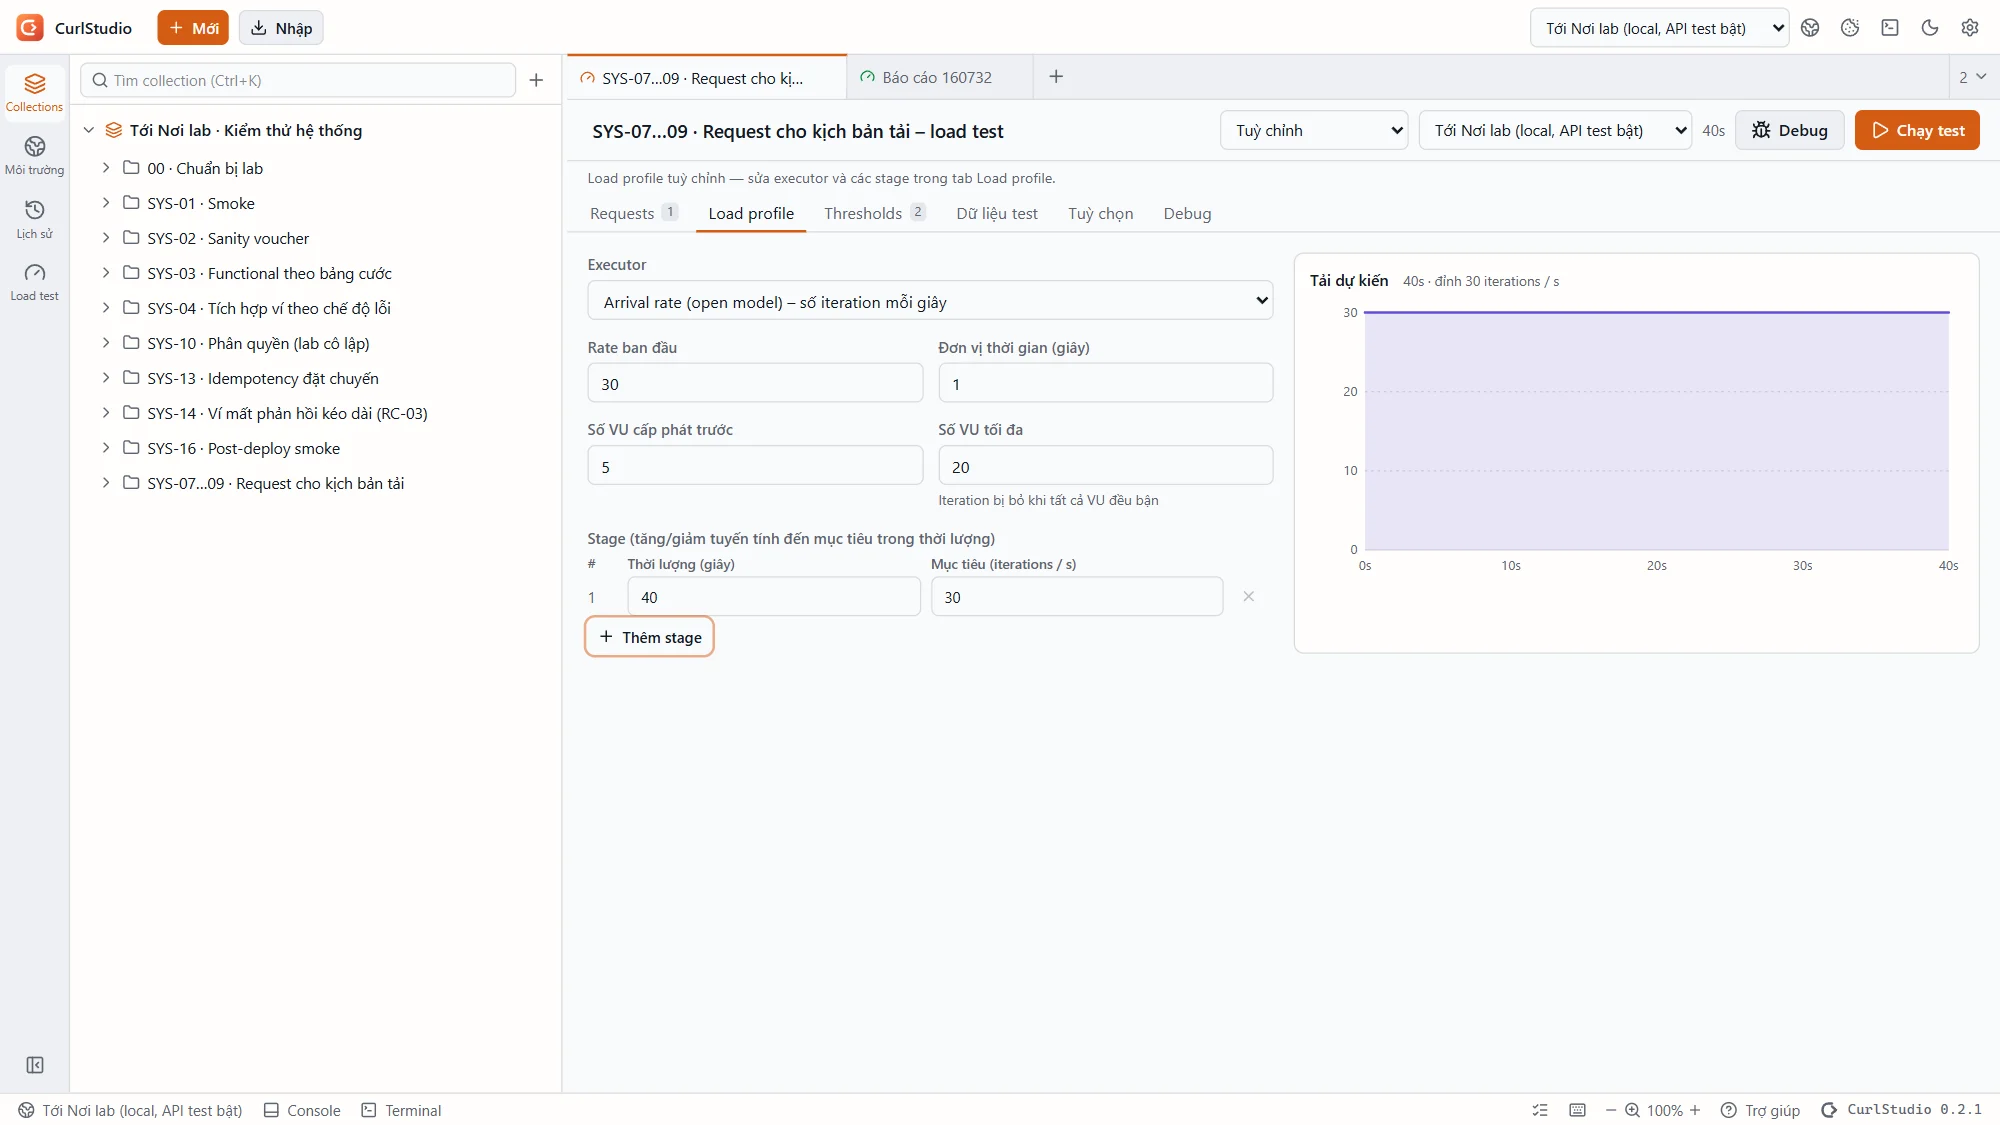 CurlStudio
Mới
Nhập
Tới Nơi lab (local, API test bật)
Collections
Môi trường
Lịch sử
Load test
Tìm collection (Ctrl+K)
Tới Nơi lab · Kiểm thử hệ thống
00 · Chuẩn bị lab
SYS-01 · Smoke
SYS-02 · Sanity voucher
SYS-03 · Functional theo bảng cước
SYS-04 · Tích hợp ví theo chế độ lỗi
SYS-10 · Phân quyền (lab cô lập)
SYS-13 · Idempotency đặt chuyến
SYS-14 · Ví mất phản hồi kéo dài (RC-03)
SYS-16 · Post-deploy smoke
SYS-07…09 · Request cho kịch bản tải
SYS-07…09 · Request cho kị...
Báo cáo 160732
2
SYS-07…09 · Request cho kịch bản tải – load test
Tuỳ chỉnh
Tới Nơi lab (local, API test bật)
40s
Debug
Chạy test
Load profile tuỳ chỉnh — sửa executor và các stage trong tab Load profile.
Requests 1
Load profile
Thresholds 2
Dữ liệu test
Tuỳ chọn
Debug
Executor
Arrival rate (open model) – số iteration mỗi giây
Rate ban đầu
Đơn vị thời gian (giây)
30
1
Số VU cấp phát trước
Số VU tối đa
5
20
Iteration bị bỏ khi tất cả VU đều bận
Stage (tăng/giảm tuyến tính đến mục tiêu trong thời lượng)
# Thời lượng (giây) Mục tiêu (iterations / s)
1 40 30
Thêm stage
Tải dự kiến 40s · đỉnh 30 iterations / s
30
20
10
0
0s 10s 20s 30s 40s
Tới Nơi lab (local, API test bật)
Console
Terminal
100%
Trợ giúp
CurlStudio 0.2.1